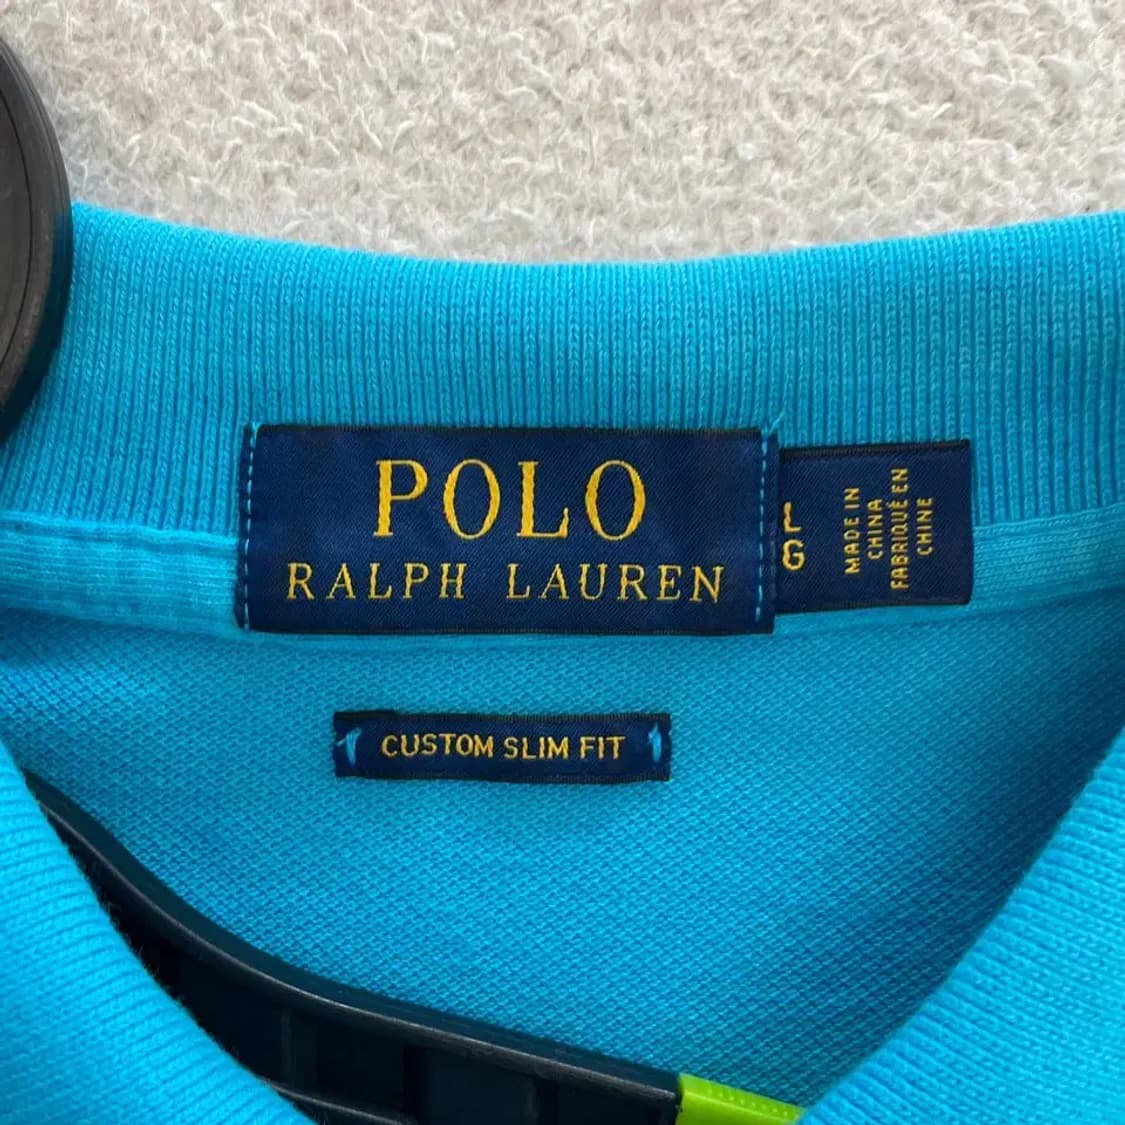 POLO
RALPH LAUREN
L
G
MADE IN
CHINA
FABRIQUÉ EN
CHINE
CUSTOM SLIM FIT